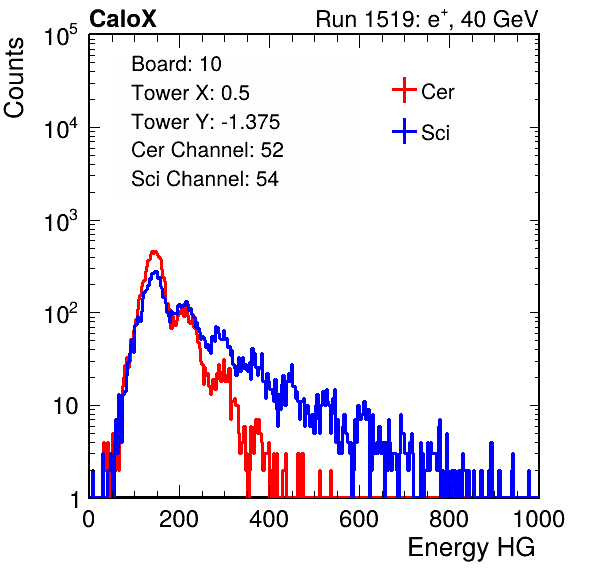 CaloX Run 1519: e+, 40 GeV
Counts
10^5
10^4
10^3
10^2
10
1
Board: 10
Tower X: 0.5
Tower Y: -1.375
Cer Channel: 52
Sci Channel: 54
Cer
Sci
0 200 400 600 800 1000
Energy HG